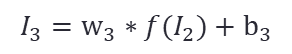 I₃ = w₃ * f(I₂) + b₃